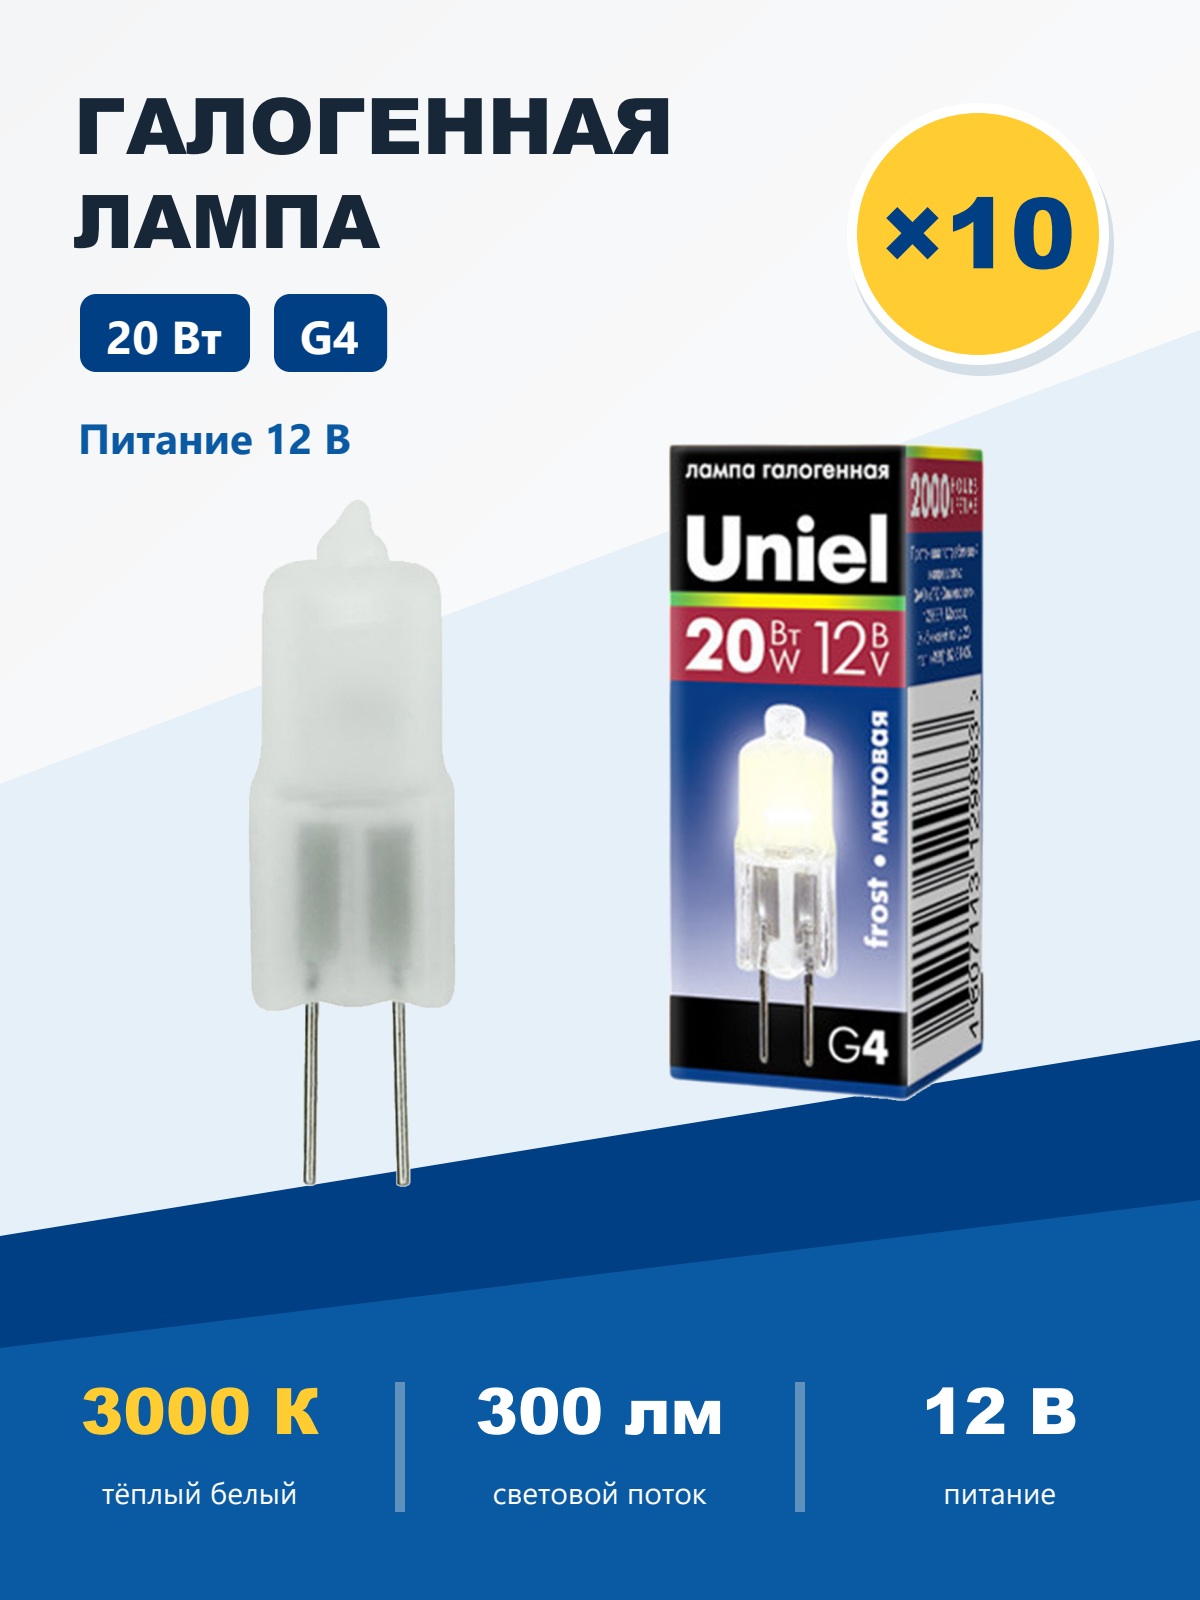 ГАЛОГЕННАЯ
ЛАМПА
×10
20 Вт
G4
Питание 12 В
лампа галогенная
Uniel
20 Вт W 12 В V
frost • матовая
G4
2000
3000 К
300 лм
12 В
тёплый белый
световой поток
питание